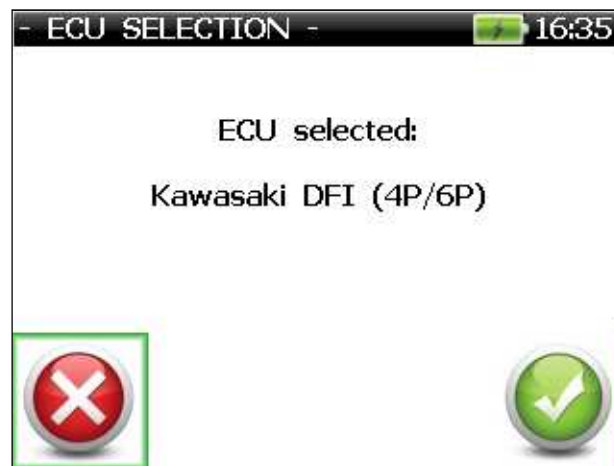 - ECU SELECTION - 16:35
ECU selected:
Kawasaki DFI (4P/6P)